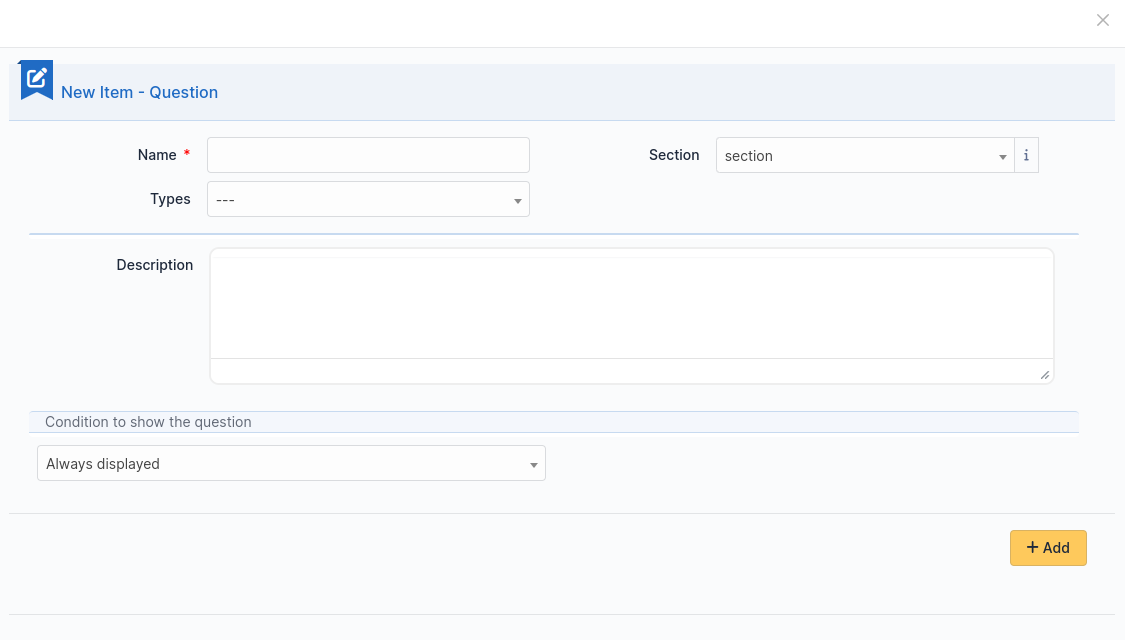 New Item - Question
Name *
Section
section
i
Types
---
Description
Condition to show the question
Always displayed
+ Add